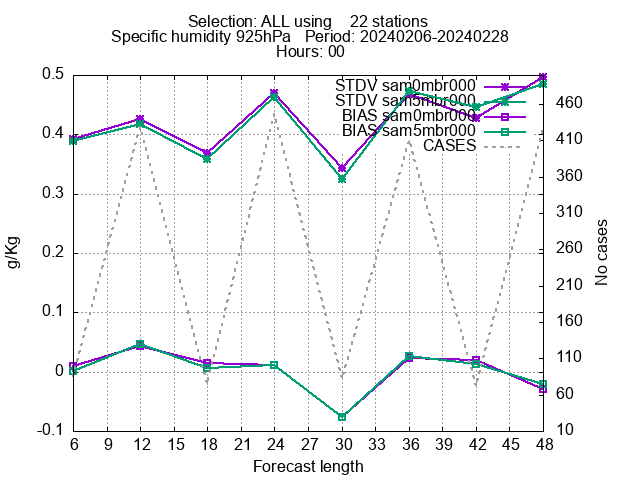 Selection: ALL using 22 stations
Specific humidity 925hPa Period: 20240206-20240228
Hours: 00
STDV sam0mbr000
STDV sam5mbr000
BIAS sam0mbr000
BIAS sam5mbr000
CASES
0.5
0.4
0.3
0.2
0.1
0
-0.1
g/Kg
460
410
360
310
260
210
160
110
60
10
No cases
6 9 12 15 18 21 24 27 30 33 36 39 42 45 48
Forecast length